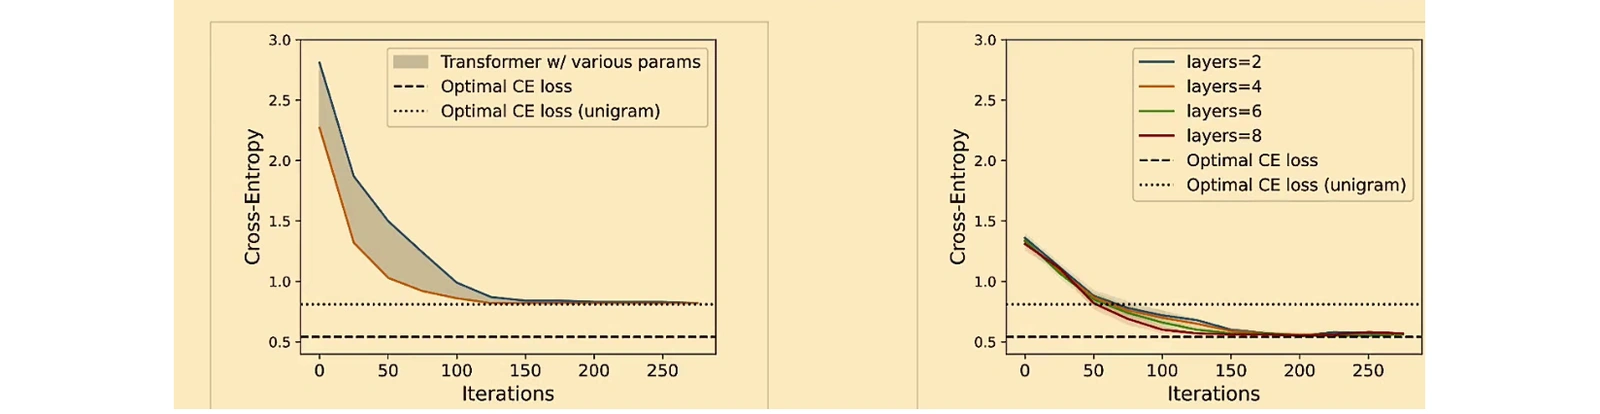 3.0
2.5
2.0
1.5
1.0
0.5
Cross-Entropy
Transformer w/ various params
Optimal CE loss
Optimal CE loss (unigram)
0 50 100 150 200 250
Iterations
3.0
2.5
2.0
1.5
1.0
0.5
Cross-Entropy
layers=2
layers=4
layers=6
layers=8
Optimal CE loss
Optimal CE loss (unigram)
0 50 100 150 200 250
Iterations